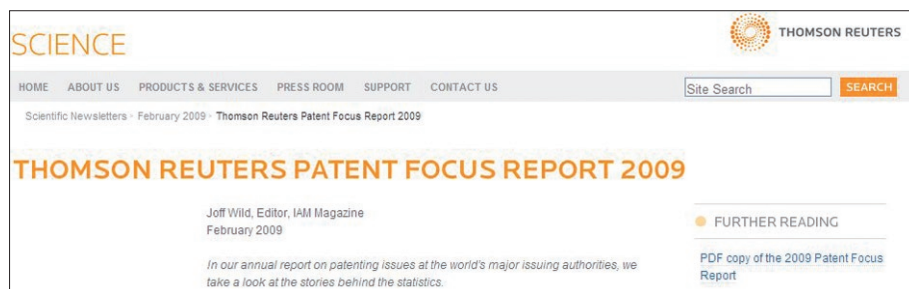 SCIENCE
THOMSON REUTERS
HOME ABOUT US PRODUCTS & SERVICES PRESS ROOM SUPPORT CONTACT US
Site Search SEARCH
Scientific Newsletters · February 2009 · Thomson Reuters Patent Focus Report 2009
THOMSON REUTERS PATENT FOCUS REPORT 2009
Joff Wild, Editor, IAM Magazine
February 2009
In our annual report on patenting issues at the world's major issuing authorities, we
take a look at the stories behind the statistics.
FURTHER READING
PDF copy of the 2009 Patent Focus
Report